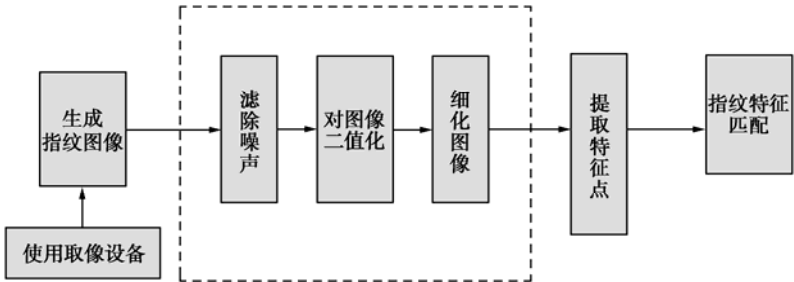 使用取像设备
生成
指纹图像
滤除噪声
对图像
二值化
细化图像
提取特征点
指纹特征
匹配